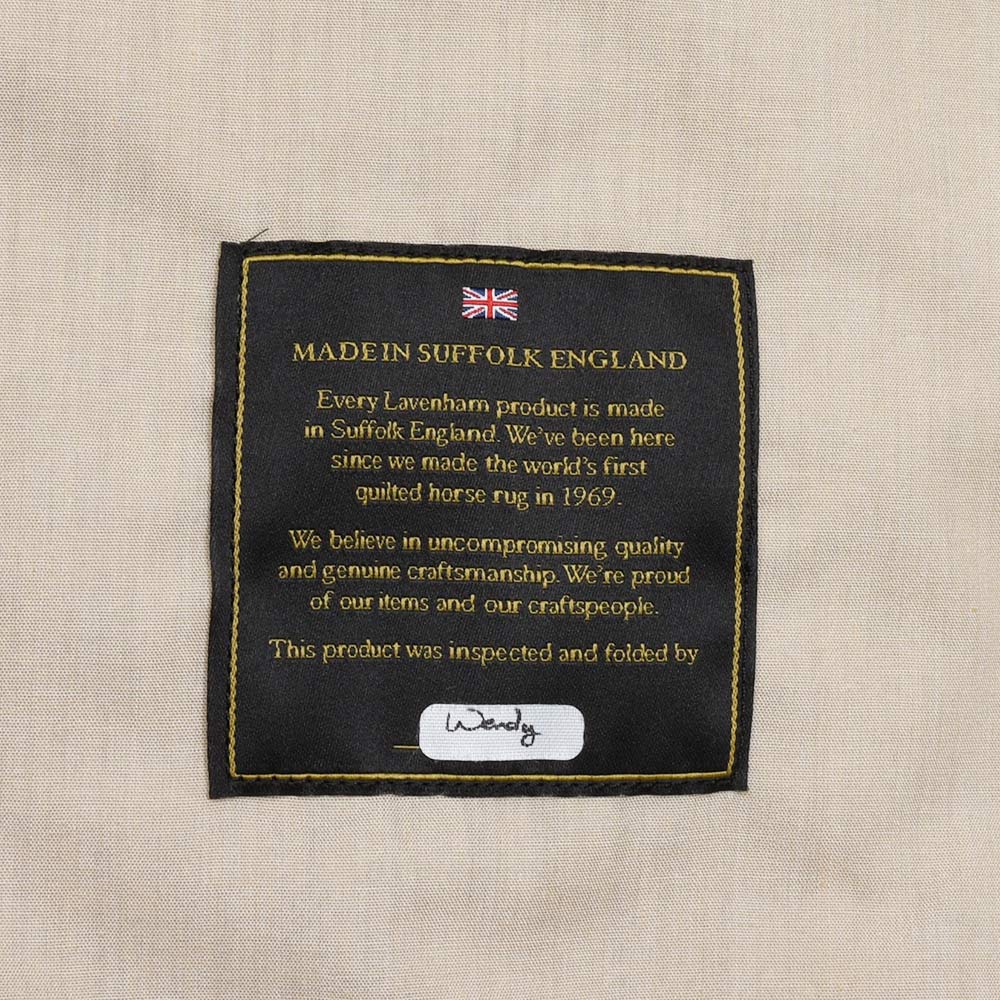 MADE IN SUFFOLK ENGLAND
Every Lavenham product is made
in Suffolk England. We've been here
since we made the world's first
quilted horse rug in 1969.
We believe in uncompromising quality
and genuine craftsmanship. We're proud
of our items and our craftspeople.
This product was inspected and folded by
Wendy